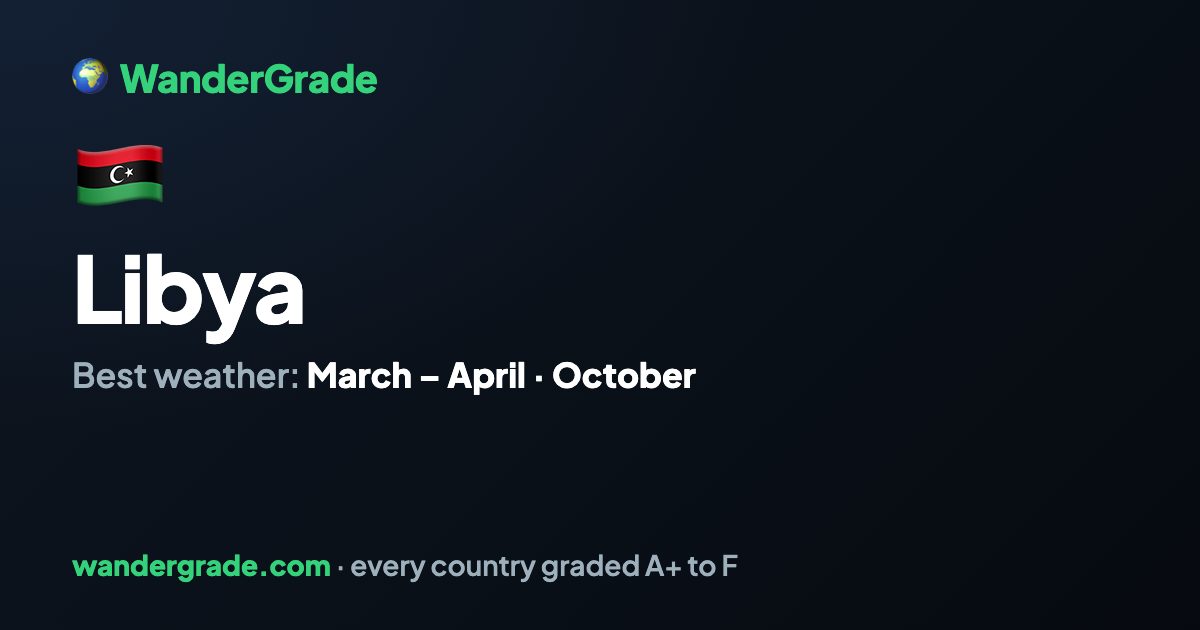 WanderGrade
Libya
Best weather: March – April · October
wandergrade.com · every country graded A+ to F